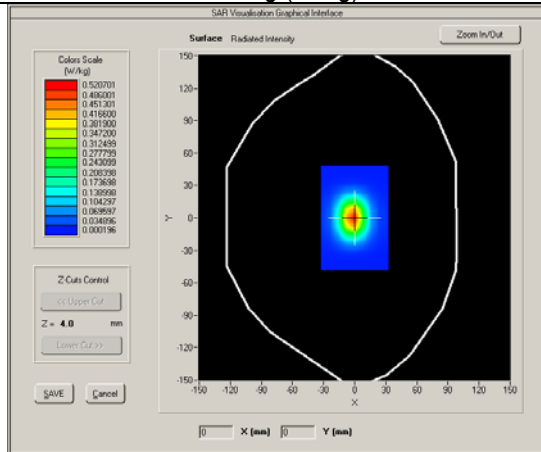 SAR Visualisation Graphical Interface
Surface Radiated Intensity
Zoom In/Out
Colors Scale
(W/kg)
0.520701
0.486001
0.451301
0.416600
0.381900
0.347200
0.312499
0.277799
0.243099
0.208398
0.173698
0.138998
0.104297
0.069597
0.034896
0.000196
150
120
90
60
30
Y
0
-30
-60
-90
-120
-150
-150 -120 -90 -60 -30 0 30 60 90 120 150
X
Z-Cuts Control
<< Upper Cut
Z = 4.0 mm
Lower Cut >>
SAVE Cancel
0 X (mm) 0 Y (mm)